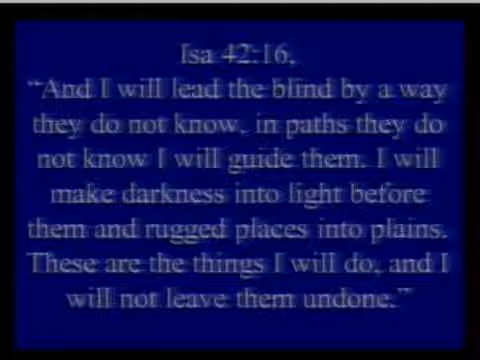 Isa 42:16,
“And I will lead the blind by a way
they do not know, in paths they do
not know I will guide them. I will
make darkness into light before
them and rugged places into plains.
These are the things I will do, and I
will not leave them undone.”